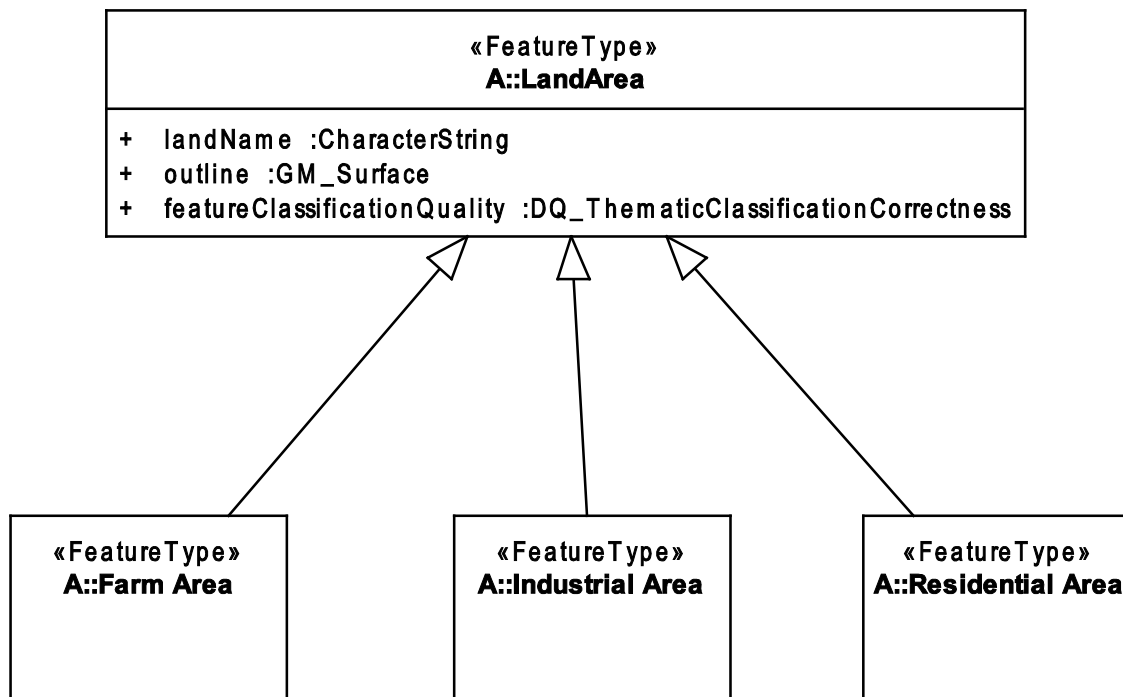 «FeatureType»
A::LandArea
+ landName :CharacterString
+ outline :GM_Surface
+ featureClassificationQuality :DQ_ThematicClassificationCorrectness
«FeatureType»
A::Farm Area
«FeatureType»
A::Industrial Area
«FeatureType»
A::Residential Area